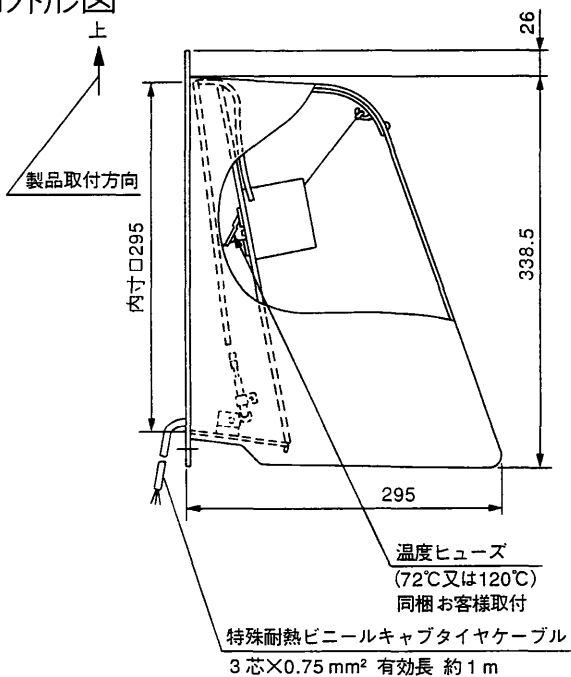 上
製品取付方向
26
内寸口295
338.5
295
温度ヒューズ
(72℃又は120℃)
同梱お客様取付
特殊耐熱ビニールキャブタイヤケーブル
3芯×0.75mm² 有効長 約1m